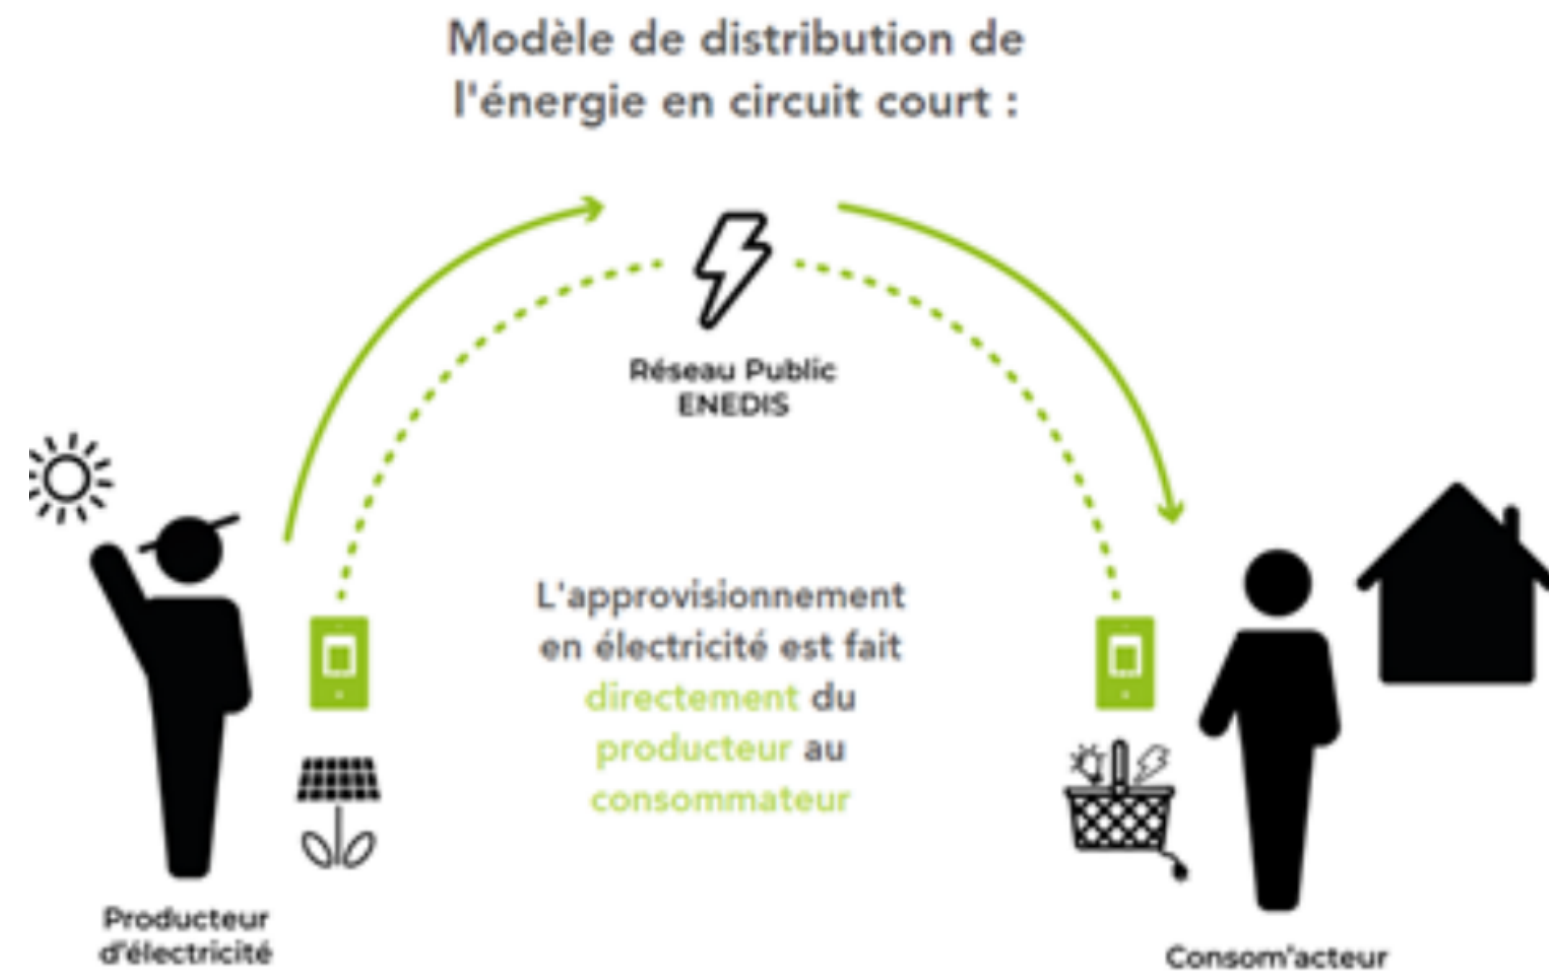 Modèle de distribution de
l'énergie en circuit court :
Réseau Public
ENEDIS
L'approvisionnement
en électricité est fait
directement du
producteur au
consommateur
Producteur
d'électricité
Consom'acteur